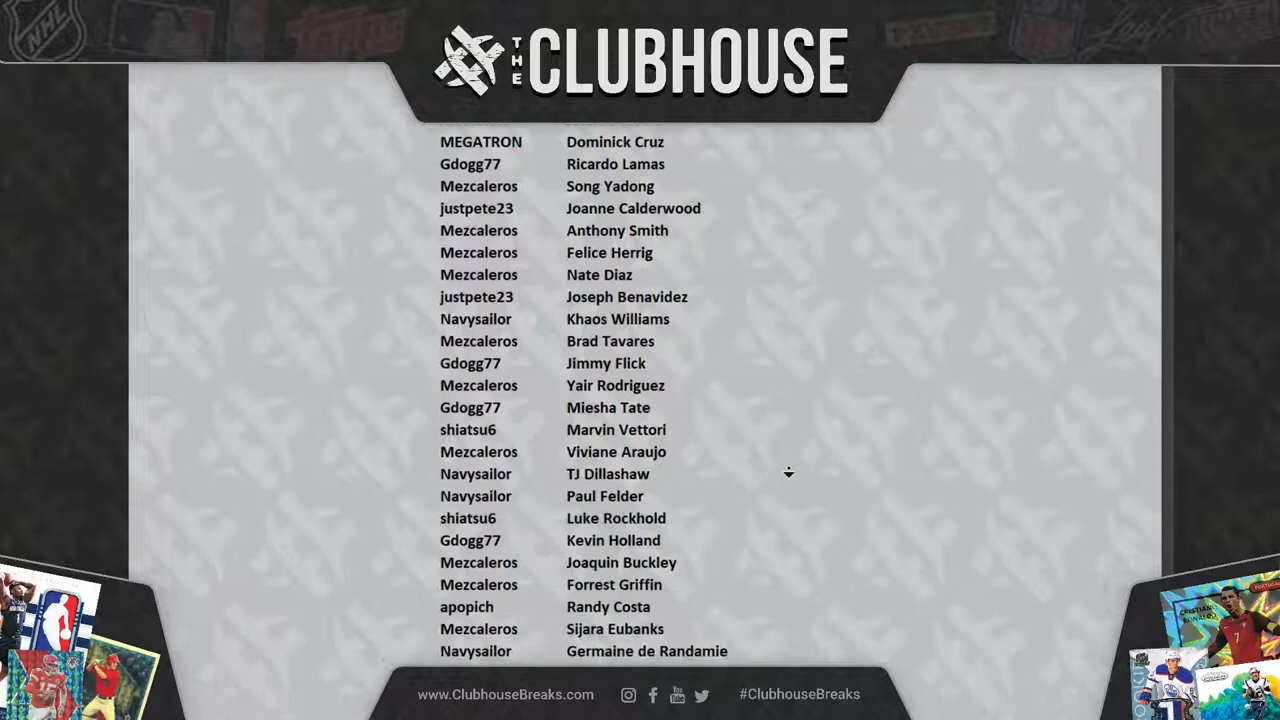 THE CLUBHOUSE
MEGATRON Dominick Cruz
Gdogg77 Ricardo Lamas
Mezcaleros Song Yadong
justpete23 Joanne Calderwood
Mezcaleros Anthony Smith
Mezcaleros Felice Herrig
Mezcaleros Nate Diaz
justpete23 Joseph Benavidez
Navysailor Khaos Williams
Mezcaleros Brad Tavares
Gdogg77 Jimmy Flick
Mezcaleros Yair Rodriguez
Gdogg77 Miesha Tate
shiatsu6 Marvin Vettori
Mezcaleros Viviane Araujo
Navysailor TJ Dillashaw
Navysailor Paul Felder
shiatsu6 Luke Rockhold
Gdogg77 Kevin Holland
Mezcaleros Joaquin Buckley
Mezcaleros Forrest Griffin
apopich Randy Costa
Mezcaleros Sijara Eubanks
Navysailor Germaine de Randamie
www.ClubhouseBreaks.com #ClubhouseBreaks